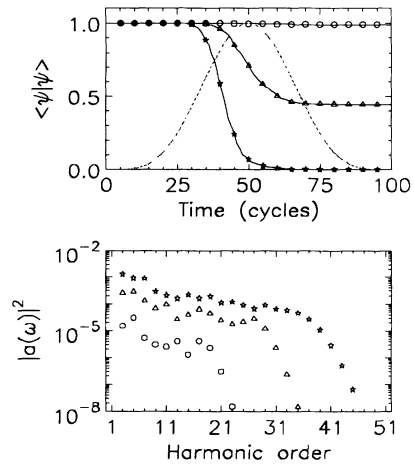 1.0
0.5
0.0
<ψ|ψ>
0 25 50 75 100
Time (cycles)
10^-2
10^-5
10^-8
|a(ω)|²
1 11 21 31 41 51
Harmonic order